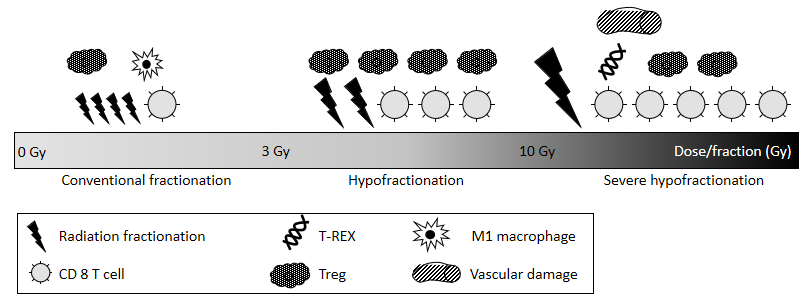 0 Gy 3 Gy 10 Gy Dose/fraction (Gy)
Conventional fractionation Hypofractionation Severe hypofractionation
Radiation fractionation T-REX M1 macrophage
CD 8 T cell Treg Vascular damage